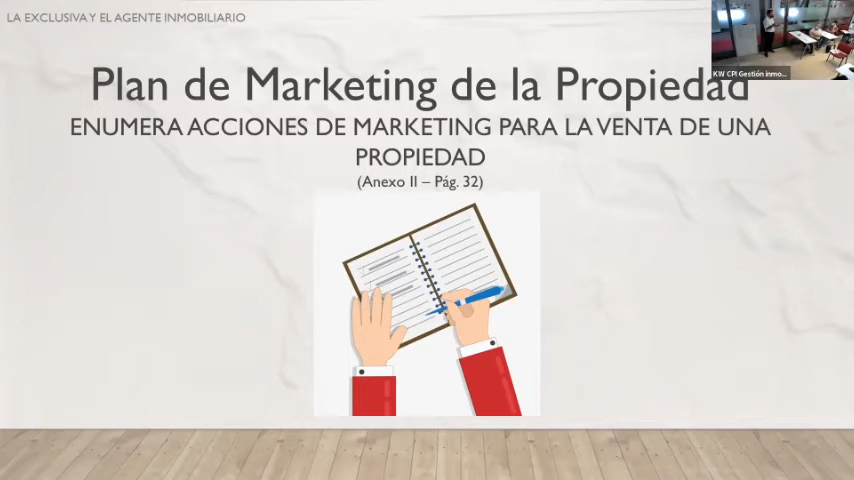 LA EXCLUSIVA Y EL AGENTE INMOBILIARIO
KW CPI Gestión inmo...
Plan de Marketing de la Propiedad
ENUMERA ACCIONES DE MARKETING PARA LA VENTA DE UNA
PROPIEDAD
(Anexo II – Pág. 32)